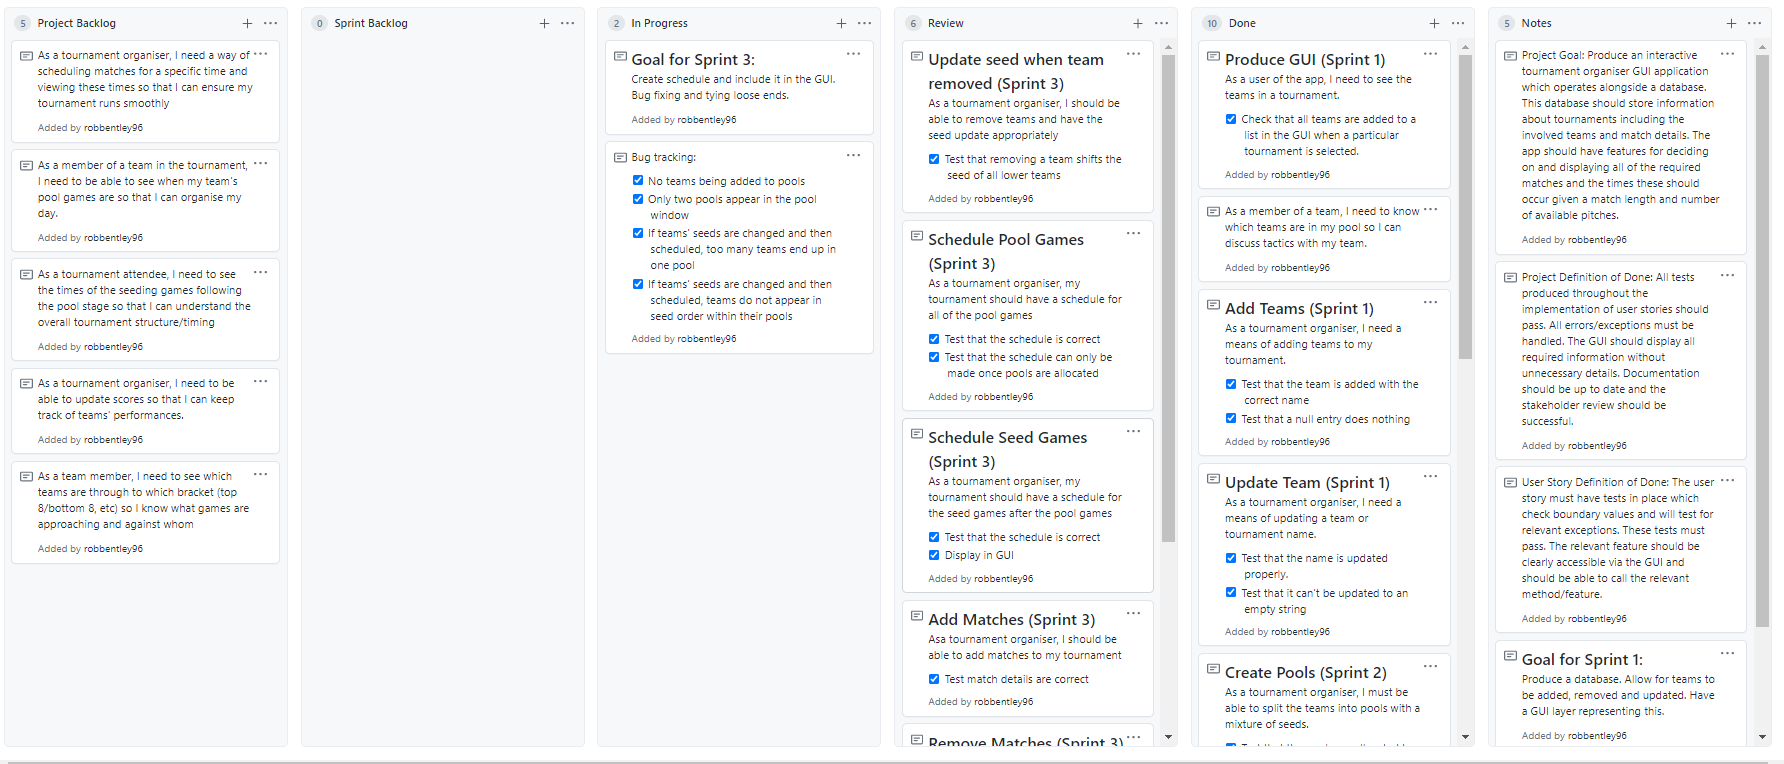 5 Project Backlog
As a tournament organiser, I need a way of
scheduling matches for a specific time and
viewing these times so that I can ensure my
tournament runs smoothly
Added by robbentley96
As a member of a team in the tournament,
I need to be able to see when my team's
pool games are so that I can organise my
day.
Added by robbentley96
As a tournament attendee, I need to see
the times of the seeding games following
the pool stage so that I can understand the
overall tournament structure/timing
Added by robbentley96
As a tournament organiser, I need to be
able to update scores so that I can keep
track of teams' performances.
Added by robbentley96
As a team member, I need to see which
teams are through to which bracket (top
8/bottom 8, etc) so I know what games are
approaching and against whom
Added by robbentley96
0 Sprint Backlog
2 In Progress
Goal for Sprint 3:
Create schedule and include it in the GUI.
Bug fixing and tying loose ends.
Added by robbentley96
Bug tracking:
No teams being added to pools
Only two pools appear in the pool
window
If teams' seeds are changed and then
scheduled, too many teams end up in
one pool
If teams' seeds are changed and then
scheduled, teams do not appear in
seed order within their pools
Added by robbentley96
6 Review
Update seed when team
removed (Sprint 3)
As a tournament organiser, I should be
able to remove teams and have the
seed update appropriately
Test that removing a team shifts the
seed of all lower teams
Added by robbentley96
Schedule Pool Games
(Sprint 3)
As a tournament organiser, my
tournament should have a schedule for
all of the pool games
Test that the schedule is correct
Test that the schedule can only be
made once pools are allocated
Added by robbentley96
Schedule Seed Games
(Sprint 3)
As a tournament organiser, my
tournament should have a schedule for
the seed games after the pool games
Test that the schedule is correct
Display in GUI
Added by robbentley96
Add Matches (Sprint 3)
Asa tournament organiser, I should be
able to add matches to my tournament
Test match details are correct
Added by robbentley96
Remove Matches (Sprint 3)
10 Done
Produce GUI (Sprint 1)
As a user of the app, I need to see the
teams in a tournament.
Check that all teams are added to a
list in the GUI when a particular
tournament is selected.
Added by robbentley96
As a member of a team, I need to know
which teams are in my pool so I can
discuss tactics with my team.
Added by robbentley96
Add Teams (Sprint 1)
As a tournament organiser, I need a
means of adding teams to my
tournament.
Test that the team is added with the
correct name
Test that a null entry does nothing
Added by robbentley96
Update Team (Sprint 1)
As a tournament organiser, I need a
means of updating a team or
tournament name.
Test that the name is updated
properly.
Test that it can't be updated to an
empty string
Added by robbentley96
Create Pools (Sprint 2)
As a tournament organiser, I must be
able to split the teams into pools with a
mixture of seeds.
5 Notes
Project Goal: Produce an interactive
tournament organiser GUI application
which operates alongside a database.
This database should store information
about tournaments including the
involved teams and match details. The
app should have features for deciding
on and displaying all of the required
matches and the times these should
occur given a match length and number
of available pitches.
Added by robbentley96
Project Definition of Done: All tests
produced throughout the
implementation of user stories should
pass. All errors/exceptions must be
handled. The GUI should display all
required information without
unnecessary details. Documentation
should be up to date and the
stakeholder review should be
successful.
Added by robbentley96
User Story Definition of Done: The user
story must have tests in place which
check boundary values and will test for
relevant exceptions. These tests must
pass. The relevant feature should be
clearly accessible via the GUI and
should be able to call the relevant
method/feature.
Added by robbentley96
Goal for Sprint 1:
Produce a database. Allow for teams to
be added, removed and updated. Have
a GUI layer representing this.
Added by robbentley96